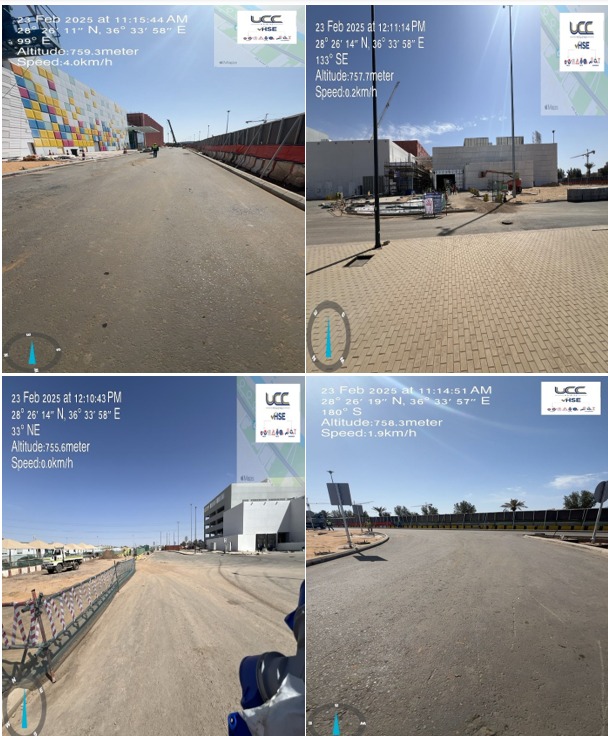 23 Feb 2025 at 11:15:44 AM
28° 26' 11" N, 36° 33' 58" E
99° E
Altitude:759.3meter
Speed:4.0km/h
UCC
HSE
23 Feb 2025 at 12:11:14 PM
28° 26' 14" N, 36° 33' 58" E
133° SE
Altitude:757.7meter
Speed:0.2km/h
UCC
HSE
23 Feb 2025 at 12:10:43 PM
28° 26' 14" N, 36° 33' 58" E
33° NE
Altitude:755.6meter
Speed:0.0km/h
UCC
HSE
23 Feb 2025 at 11:14:51 AM
28° 26' 19" N, 36° 33' 57" E
180° S
Altitude:758.3meter
Speed:1.9km/h
UCC
HSE